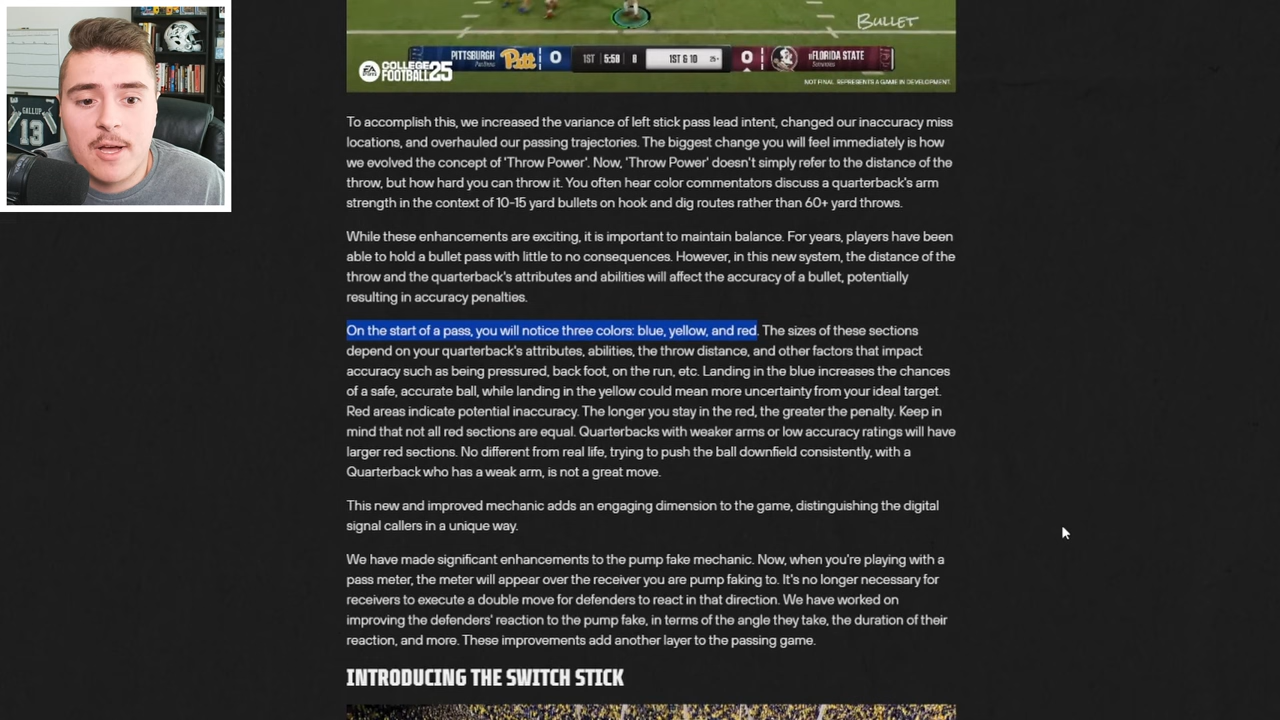 GALLUP
13
BULLET
PITTSBURGH
Panthers
Pitt
0
1ST
5:58
8
1ST & 10
25
0
11 FLORIDA STATE
Seminoles
EA SPORTS
COLLEGE
FOOTBALL 25
NOT FINAL. REPRESENTS A GAME IN DEVELOPMENT.
To accomplish this, we increased the variance of left stick pass lead intent, changed our inaccuracy miss
locations, and overhauled our passing trajectories. The biggest change you will feel immediately is how
we evolved the concept of 'Throw Power'. Now, 'Throw Power' doesn't simply refer to the distance of the
throw, but how hard you can throw it. You often hear color commentators discuss a quarterback's arm
strength in the context of 10-15 yard bullets on hook and dig routes rather than 60+ yard throws.
While these enhancements are exciting, it is important to maintain balance. For years, players have been
able to hold a bullet pass with little to no consequences. However, in this new system, the distance of the
throw and the quarterback's attributes and abilities will affect the accuracy of a bullet, potentially
resulting in accuracy penalties.
On the start of a pass, you will notice three colors: blue, yellow, and red. The sizes of these sections
depend on your quarterback's attributes, abilities, the throw distance, and other factors that impact
accuracy such as being pressured, back foot, on the run, etc. Landing in the blue increases the chances
of a safe, accurate ball, while landing in the yellow could mean more uncertainty from your ideal target.
Red areas indicate potential inaccuracy. The longer you stay in the red, the greater the penalty. Keep in
mind that not all red sections are equal. Quarterbacks with weaker arms or low accuracy ratings will have
larger red sections. No different from real life, trying to push the ball downfield consistently, with a
Quarterback who has a weak arm, is not a great move.
This new and improved mechanic adds an engaging dimension to the game, distinguishing the digital
signal callers in a unique way.
We have made significant enhancements to the pump fake mechanic. Now, when you're playing with a
pass meter, the meter will appear over the receiver you are pump faking to. It's no longer necessary for
receivers to execute a double move for defenders to react in that direction. We have worked on
improving the defenders' reaction to the pump fake, in terms of the angle they take, the duration of their
reaction, and more. These improvements add another layer to the passing game.
INTRODUCING THE SWITCH STICK